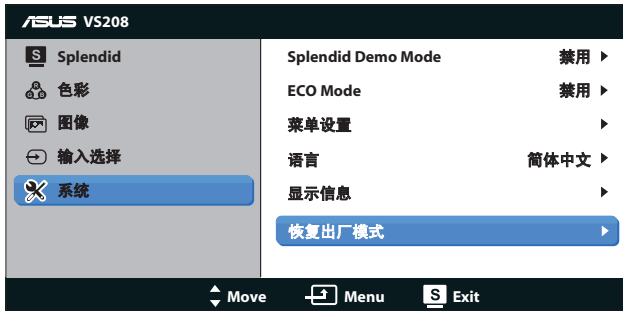 ASUS VS208
S Splendid
色彩
图像
输入选择
系统
Splendid Demo Mode 禁用
ECO Mode 禁用
菜单设置
语言 简体中文
显示信息
恢复出厂模式
Move Menu S Exit